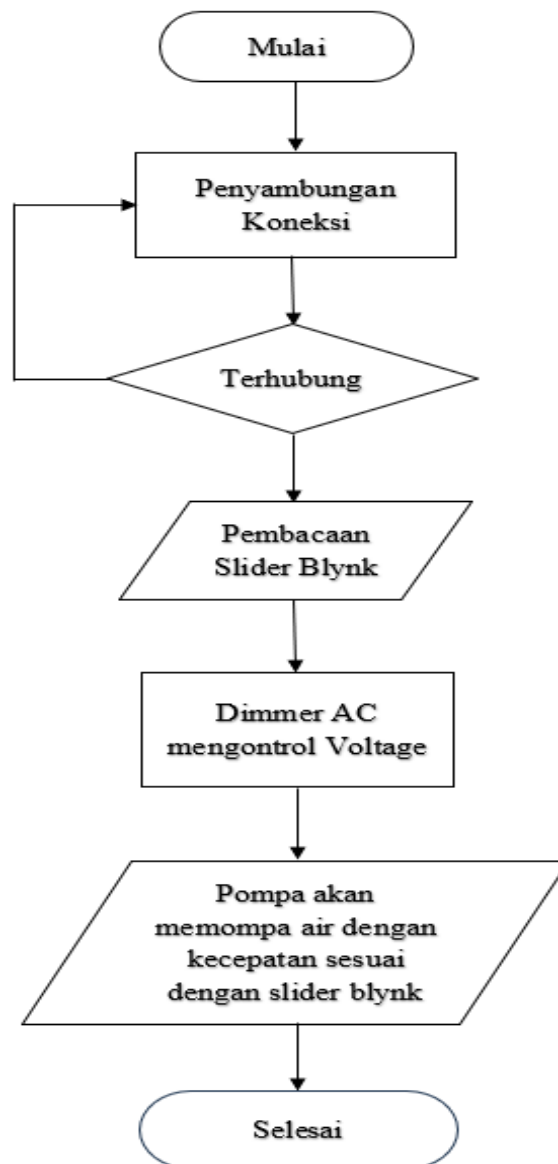 Mulai
Penyambungan
Koneksi
Terhubung
Pembacaan
Slider Blynk
Dimmer AC
mengontrol Voltage
Pompa akan
memompa air dengan
kecepatan sesuai
dengan slider blynk
Selesai